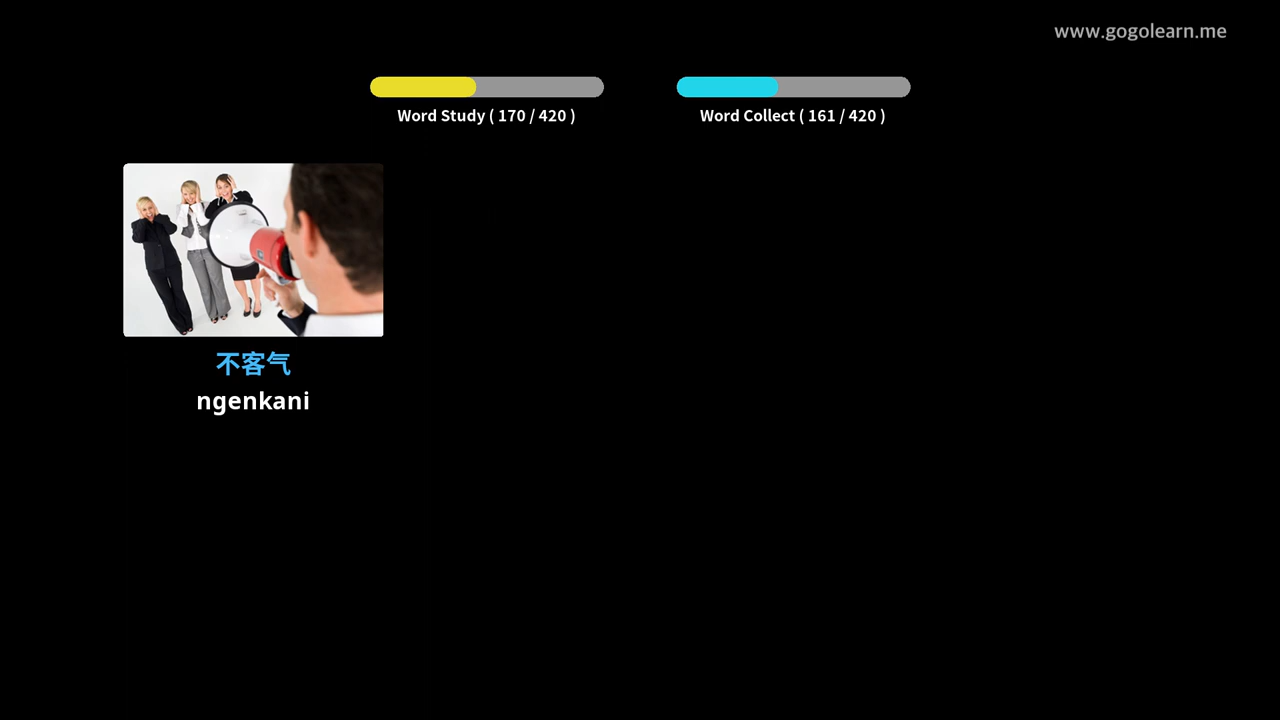 www.gogolearn.me
Word Study ( 170 / 420 )
Word Collect ( 161 / 420 )
不客气
ngenkani